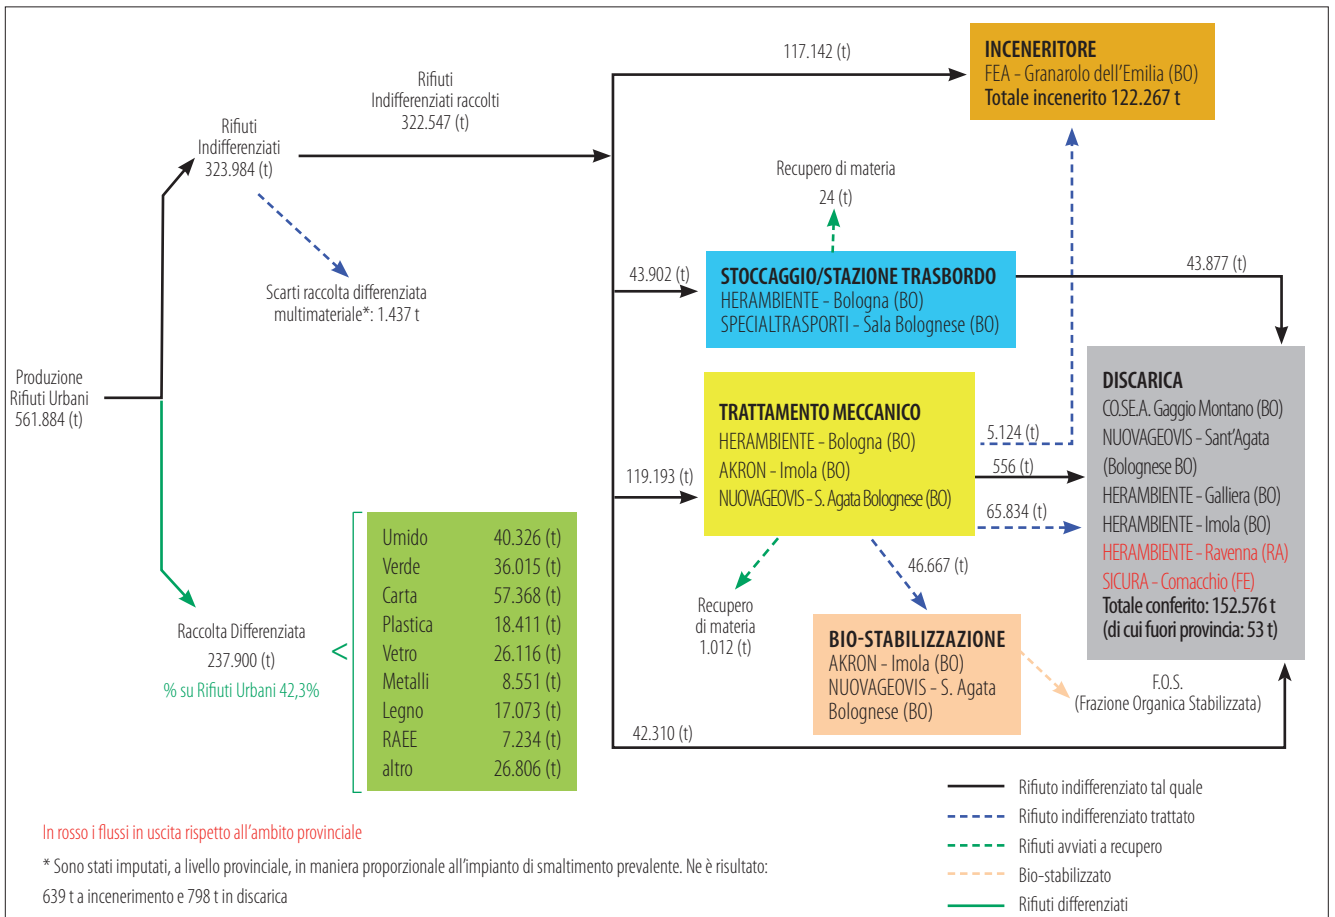 117.142 (t)
INCENERITORE
FEA - Granarolo dell'Emilia (BO)
Totale incenerito 122.267 t
Rifiuti
Indifferenziati raccolti
322.547 (t)
Rifiuti
Indifferenziati
323.984 (t)
Recupero di materia
24 (t)
Scarti raccolta differenziata
multimateriale*: 1.437 t
43.902 (t)
STOCCAGGIO/STAZIONE TRASBORDO
HERAMBIENTE - Bologna (BO)
SPECIALTRASPORTI - Sala Bolognese (BO)
43.877 (t)
Produzione
Rifiuti Urbani
561.884 (t)
119.193 (t)
TRATTAMENTO MECCANICO
HERAMBIENTE - Bologna (BO)
AKRON - Imola (BO)
NUOVAGEOVIS - S. Agata Bolognese (BO)
5.124 (t)
556 (t)
65.834 (t)
DISCARICA
CO.SE.A. Gaggio Montano (BO)
NUOVAGEOVIS - Sant'Agata
(Bolognese BO)
HERAMBIENTE - Galliera (BO)
HERAMBIENTE - Imola (BO)
HERAMBIENTE - Ravenna (RA)
SICURA - Comacchio (FE)
Totale conferito: 152.576 t
(di cui fuori provincia: 53 t)
Raccolta Differenziata
237.900 (t)
% su Rifiuti Urbani 42,3%
<
Umido 40.326 (t)
Verde 36.015 (t)
Carta 57.368 (t)
Plastica 18.411 (t)
Vetro 26.116 (t)
Metalli 8.551 (t)
Legno 17.073 (t)
RAEE 7.234 (t)
altro 26.806 (t)
Recupero
di materia
1.012 (t)
46.667 (t)
BIO-STABILIZZAZIONE
AKRON - Imola (BO)
NUOVAGEOVIS - S. Agata
Bolognese (BO)
F.O.S.
(Frazione Organica Stabilizzata)
42.310 (t)
Rifiuto indifferenziato tal quale
Rifiuto indifferenziato trattato
Rifiuti avviati a recupero
Bio-stabilizzato
Rifiuti differenziati
In rosso i flussi in uscita rispetto all'ambito provinciale
* Sono stati imputati, a livello provinciale, in maniera proporzionale all'impianto di smaltimento prevalente. Ne è risultato:
639 t a incenerimento e 798 t in discarica